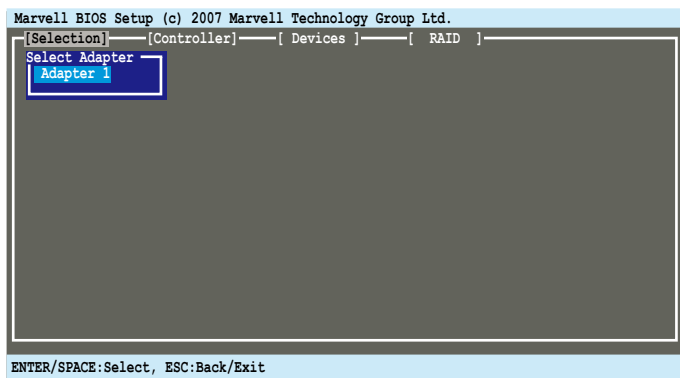 Marvell BIOS Setup (c) 2007 Marvell Technology Group Ltd.
[Selection] [Controller] [ Devices ] [ RAID ]
Select Adapter
Adapter 1
ENTER/SPACE:Select, ESC:Back/Exit